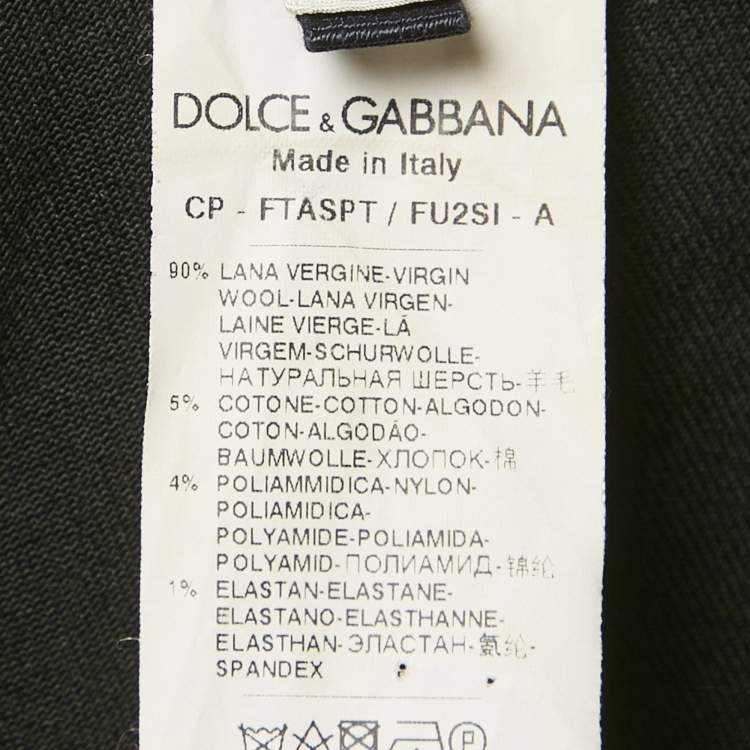 DOLCE & GABBANA
Made in Italy
CP - FTASPT / FU2SI - A
90% LANA VERGINE-VIRGIN
WOOL-LANA VIRGEN-
LAINE VIERGE-LÁ
VIRGEM-SCHURWOLLE-
НАТУРАЛЬНАЯ ШЕРСТЬ-羊毛
5% COTONE-COTTON-ALGODON-
COTON-ALGODÁO-
BAUMWOLLE-ХЛОПОК-棉
4% POLIAMMIDICA-NYLON-
POLIAMIDICA-
POLYAMIDE-POLIAMIDA-
POLYAMID-ПОЛИАМИД-锦纶
1% ELASTAN-ELASTANE-
ELASTANO-ELASTHANNE-
ELASTHAN-ЭЛАСТАН-氨纶-
SPANDEX
P